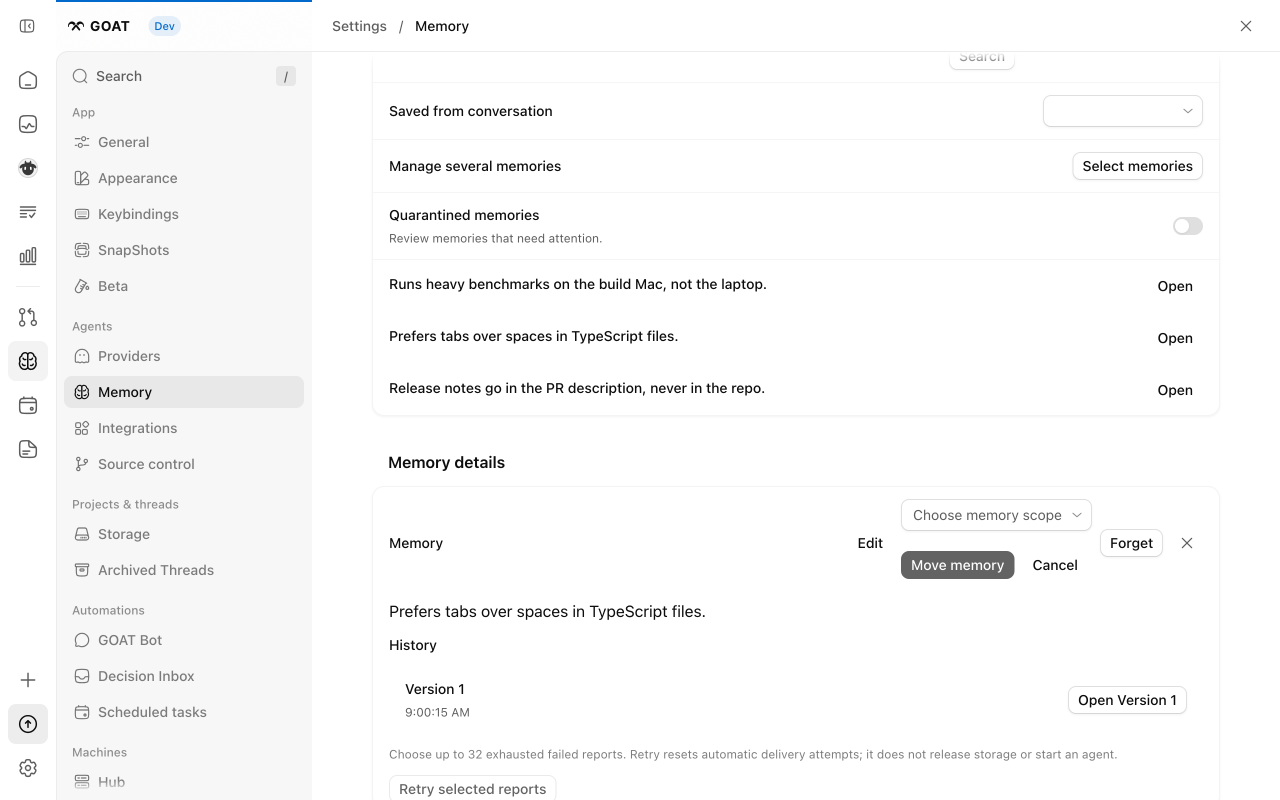 GOAT
Dev
Settings / Memory
Search
/
App
General
Appearance
Keybindings
SnapShots
Beta
Agents
Providers
Memory
Integrations
Source control
Projects & threads
Storage
Archived Threads
Automations
GOAT Bot
Decision Inbox
Scheduled tasks
Machines
Hub
Search
Saved from conversation
Manage several memories
Select memories
Quarantined memories
Review memories that need attention.
Runs heavy benchmarks on the build Mac, not the laptop.
Open
Prefers tabs over spaces in TypeScript files.
Open
Release notes go in the PR description, never in the repo.
Open
Memory details
Memory
Edit
Choose memory scope
Move memory
Cancel
Forget
Prefers tabs over spaces in TypeScript files.
History
Version 1
9:00:15 AM
Open Version 1
Choose up to 32 exhausted failed reports. Retry resets automatic delivery attempts; it does not release storage or start an agent.
Retry selected reports